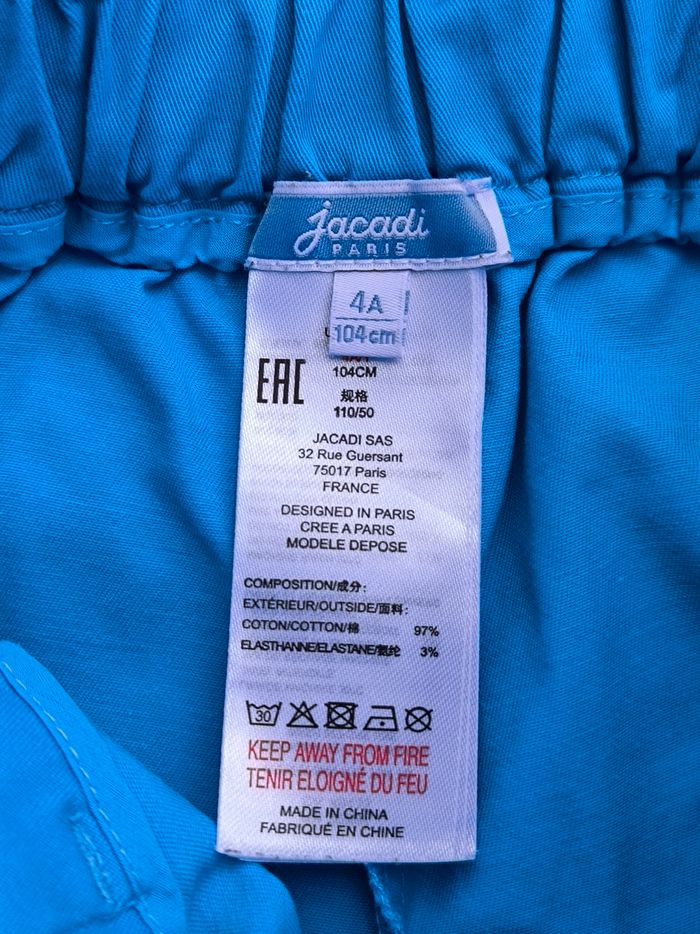 jacadi
PARIS
4A
104cm
104CM
EAC
规格
110/50
JACADI SAS
32 Rue Guersant
75017 Paris
FRANCE
DESIGNED IN PARIS
CREE A PARIS
MODELE DEPOSE
COMPOSITION/成分:
EXTÉRIEUR/OUTSIDE/面料:
COTON/COTTON/棉 97%
ELASTHANNE/ELASTANE/氨纶 3%
30
KEEP AWAY FROM FIRE
TENIR ELOIGNÉ DU FEU
MADE IN CHINA
FABRIQUÉ EN CHINE